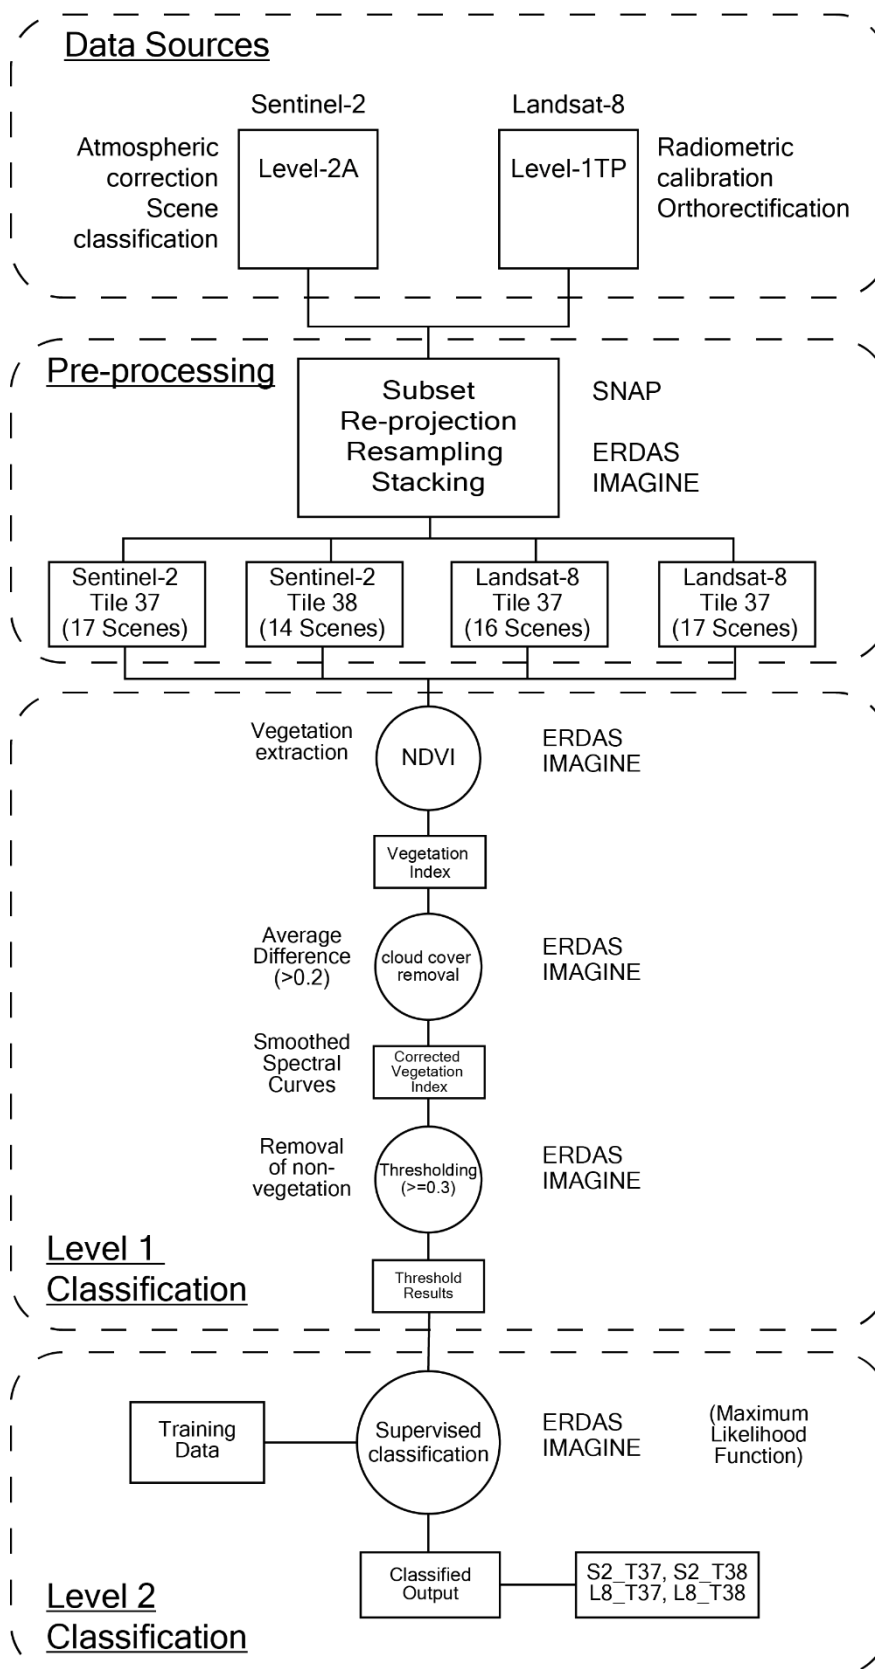 Data Sources
Sentinel-2
Landsat-8
Atmospheric
correction
Scene
classification
Level-2A
Level-1TP
Radiometric
calibration
Orthorectification
Pre-processing
Subset
Re-projection
Resampling
Stacking
SNAP
ERDAS
IMAGINE
Sentinel-2
Tile 37
(17 Scenes)
Sentinel-2
Tile 38
(14 Scenes)
Landsat-8
Tile 37
(16 Scenes)
Landsat-8
Tile 37
(17 Scenes)
Vegetation
extraction
NDVI
ERDAS
IMAGINE
Vegetation
Index
Average
Difference
(>0.2)
cloud cover
removal
ERDAS
IMAGINE
Smoothed
Spectral
Curves
Corrected
Vegetation
Index
Removal
of non-
vegetation
Thresholding
(>=0.3)
ERDAS
IMAGINE
Level 1
Classification
Threshold
Results
Training
Data
Supervised
classification
ERDAS
IMAGINE
(Maximum
Likelihood
Function)
Classified
Output
S2_T37, S2_T38
L8_T37, L8_T38
Level 2
Classification